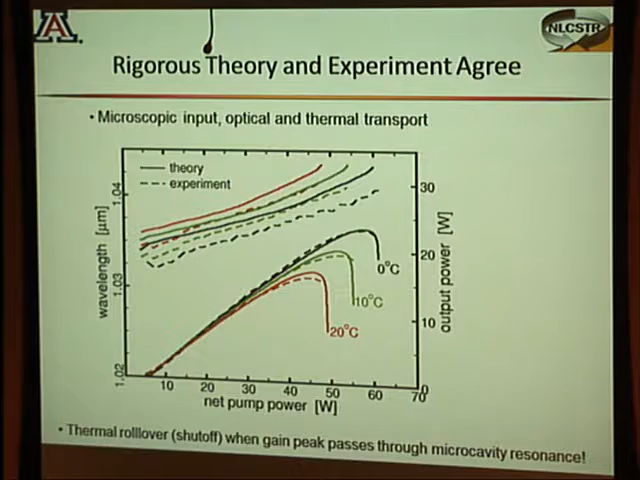 A
NLCSTR
Rigorous Theory and Experiment Agree
• Microscopic input, optical and thermal transport
theory
experiment
1.04
1.03
1.02
wavelength [µm]
30
20
10
0
output power [W]
0°C
10°C
20°C
10 20 30 40 50 60 70
net pump power [W]
• Thermal rolllover (shutoff) when gain peak passes through microcavity resonance!